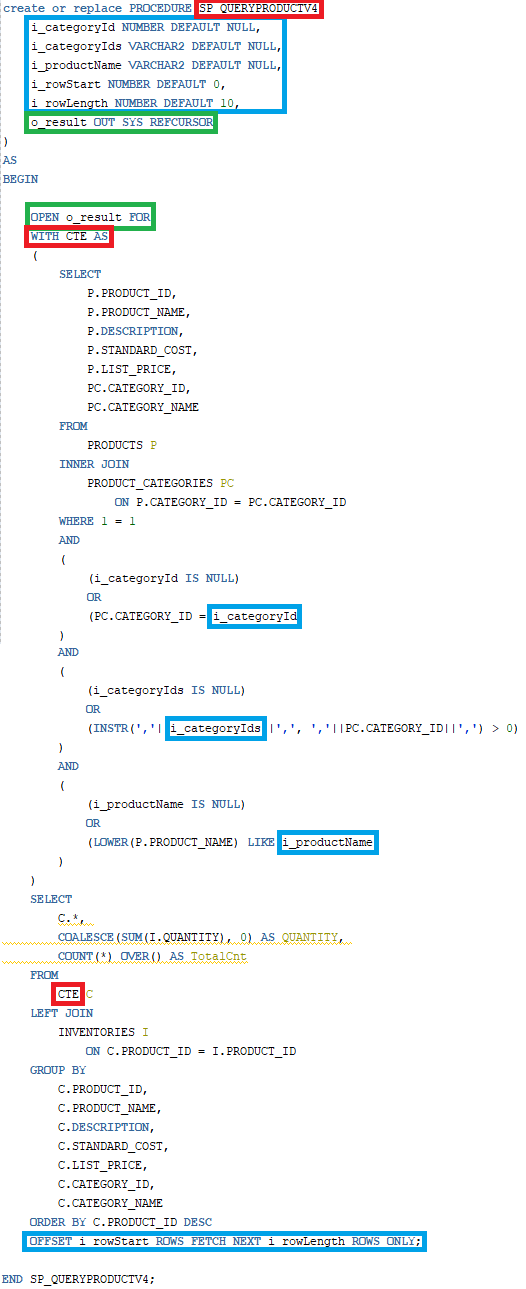 create or replace PROCEDURE SP_QUERYPRODUCTV4
i_categoryId NUMBER DEFAULT NULL,
i_categoryIds VARCHAR2 DEFAULT NULL,
i_productName VARCHAR2 DEFAULT NULL,
i_rowStart NUMBER DEFAULT 0,
i_rowLength NUMBER DEFAULT 10,
o_result OUT SYS_REFCURSOR
)
AS
BEGIN
OPEN o_result FOR
WITH CTE AS
(
SELECT
P.PRODUCT_ID,
P.PRODUCT_NAME,
P.DESCRIPTION,
P.STANDARD_COST,
P.LIST_PRICE,
PC.CATEGORY_ID,
PC.CATEGORY_NAME
FROM
PRODUCTS P
INNER JOIN
PRODUCT_CATEGORIES PC
ON P.CATEGORY_ID = PC.CATEGORY_ID
WHERE 1 = 1
AND
(
(i_categoryId IS NULL)
OR
(PC.CATEGORY_ID = i_categoryId
)
AND
(
(i_categoryIds IS NULL)
OR
(INSTR(','| i_categoryIds |',', ','||PC.CATEGORY_ID||',') > 0)
)
AND
(
(i_productName IS NULL)
OR
(LOWER(P.PRODUCT_NAME) LIKE i_productName
)
)
SELECT
C.*,
COALESCE(SUM(I.QUANTITY), 0) AS QUANTITY,
COUNT(*) OVER() AS TotalCnt
FROM
CTE C
LEFT JOIN
INVENTORIES I
ON C.PRODUCT_ID = I.PRODUCT_ID
GROUP BY
C.PRODUCT_ID,
C.PRODUCT_NAME,
C.DESCRIPTION,
C.STANDARD_COST,
C.LIST_PRICE,
C.CATEGORY_ID,
C.CATEGORY_NAME
ORDER BY C.PRODUCT_ID DESC
OFFSET i_rowStart ROWS FETCH NEXT i_rowLength ROWS ONLY;
END SP_QUERYPRODUCTV4;